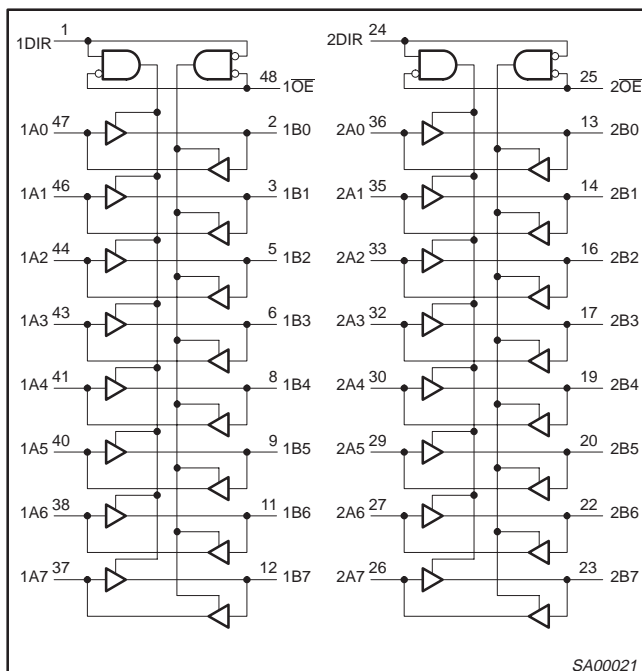 1DIR 1 2DIR 24
48 1OE 25 2OE
1A0 47 2 1B0 2A0 36 13 2B0
1A1 46 3 1B1 2A1 35 14 2B1
1A2 44 5 1B2 2A2 33 16 2B2
1A3 43 6 1B3 2A3 32 17 2B3
1A4 41 8 1B4 2A4 30 19 2B4
1A5 40 9 1B5 2A5 29 20 2B5
1A6 38 11 1B6 2A6 27 22 2B6
1A7 37 12 1B7 2A7 26 23 2B7
SA00021